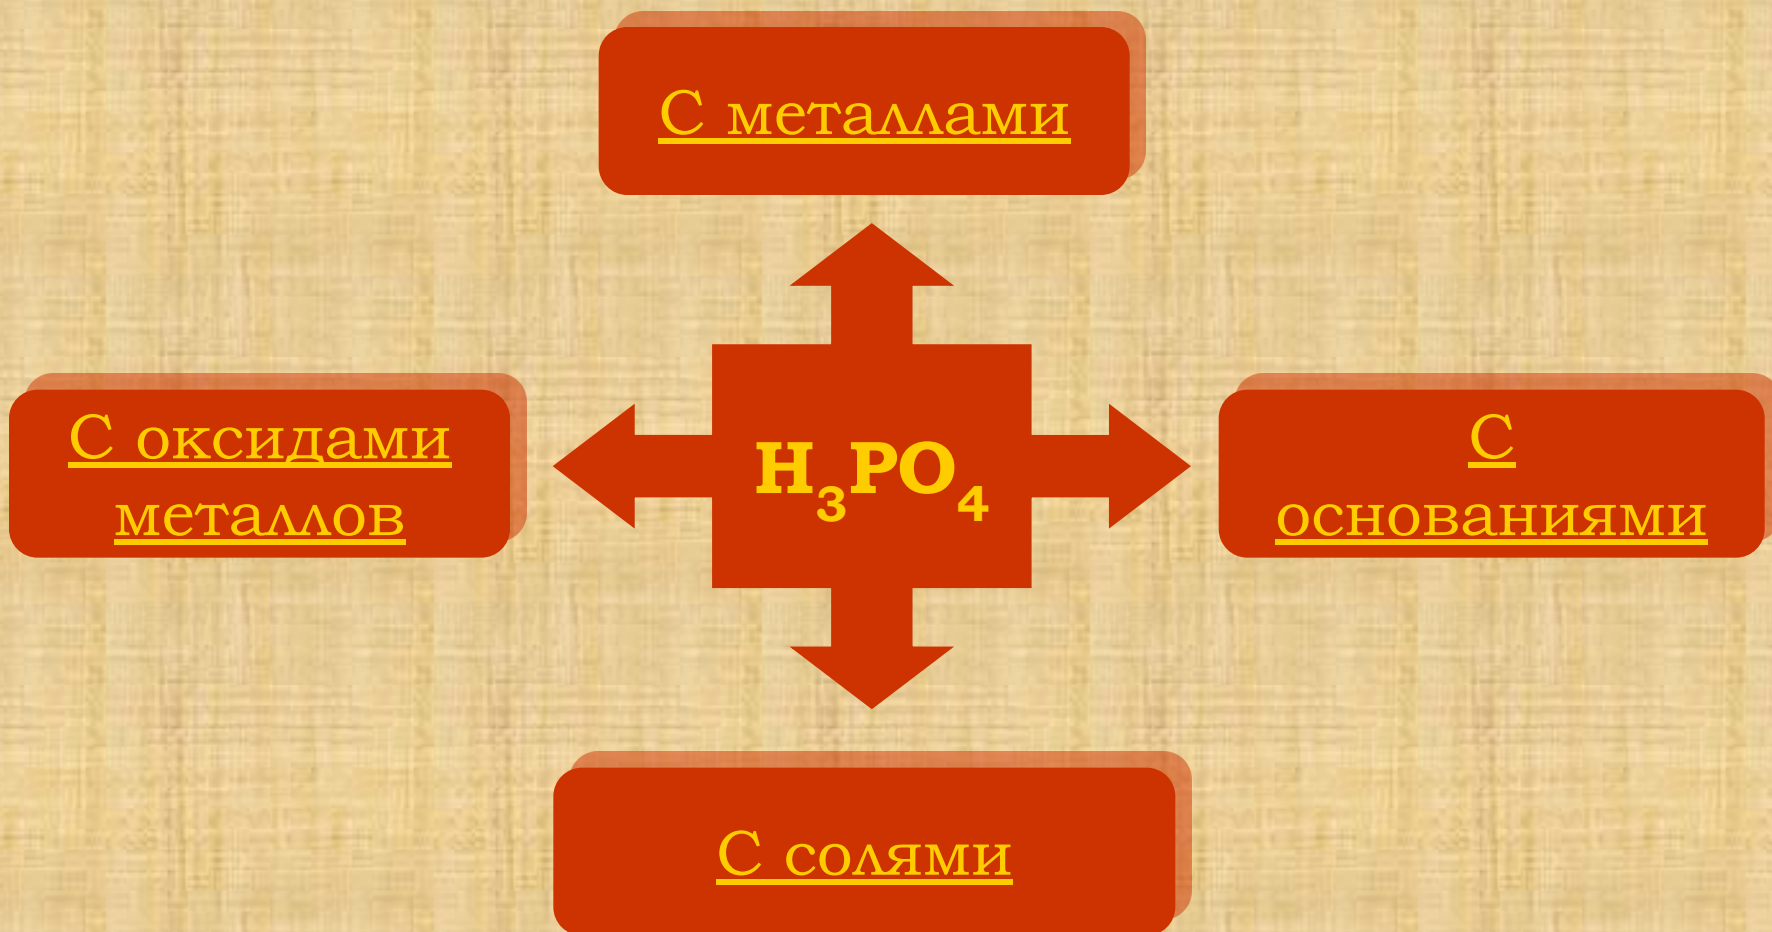 С металлами
С оксидами
металлов
H₃PO₄
С
основаниями
С солями